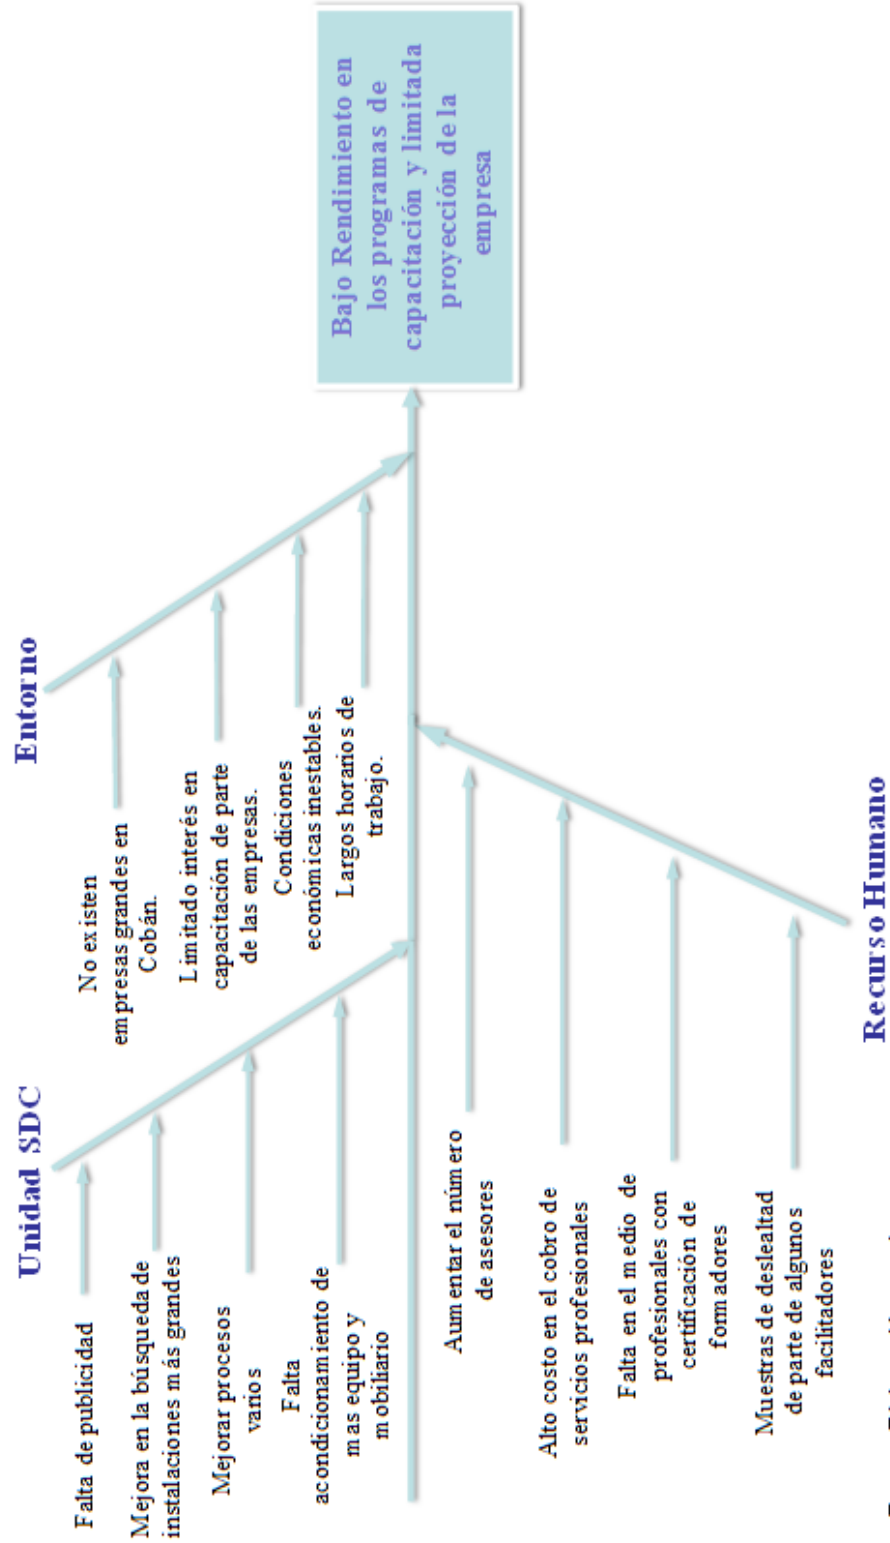 Unidad SDC
Falta de publicidad
Mejora en la búsqueda de
instalaciones más grandes
Mejorar procesos
varios
Falta
acondicionamiento de
mas equipo y
mobiliario
Entorno
No existen
empresas grandes en
Cobán.
Limitado interés en
capacitación de parte
de las empresas.
Condiciones
económicas inestables.
Largos horarios de
trabajo.
Bajo Rendimiento en
los programas de
capacitación y limitada
proyección de la
empresa
Aumentar el número
de asesores
Alto costo en el cobro de
servicios profesionales
Falta en el medio de
profesionales con
certificación de
formadores
Muestras de deslealtad
de parte de algunos
facilitadores
Recurso Humano